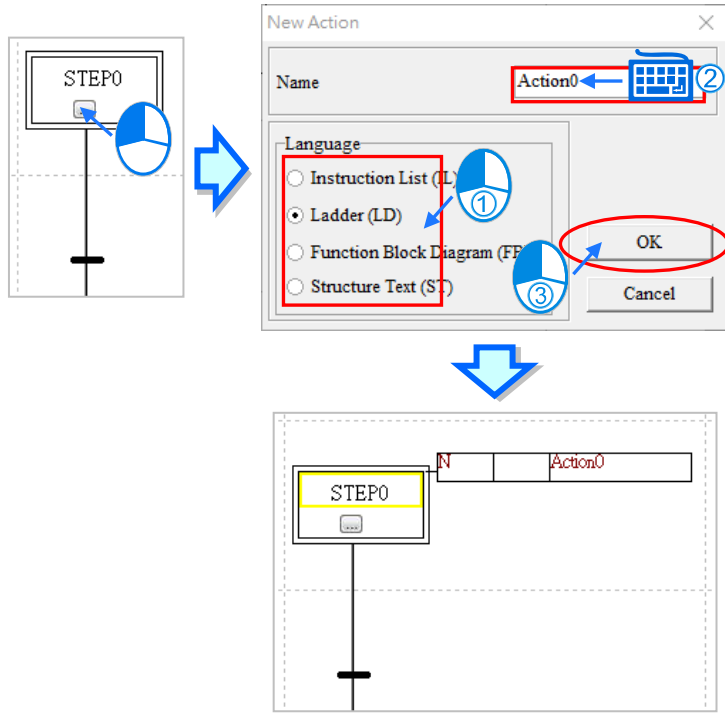 STEP0
...
New Action
Name
Action0
②
Language
Instruction List (IL)
①
Ladder (LD)
Function Block Diagram (FB
OK
Structure Text (ST)
③
Cancel
N
Action0
STEP0
...